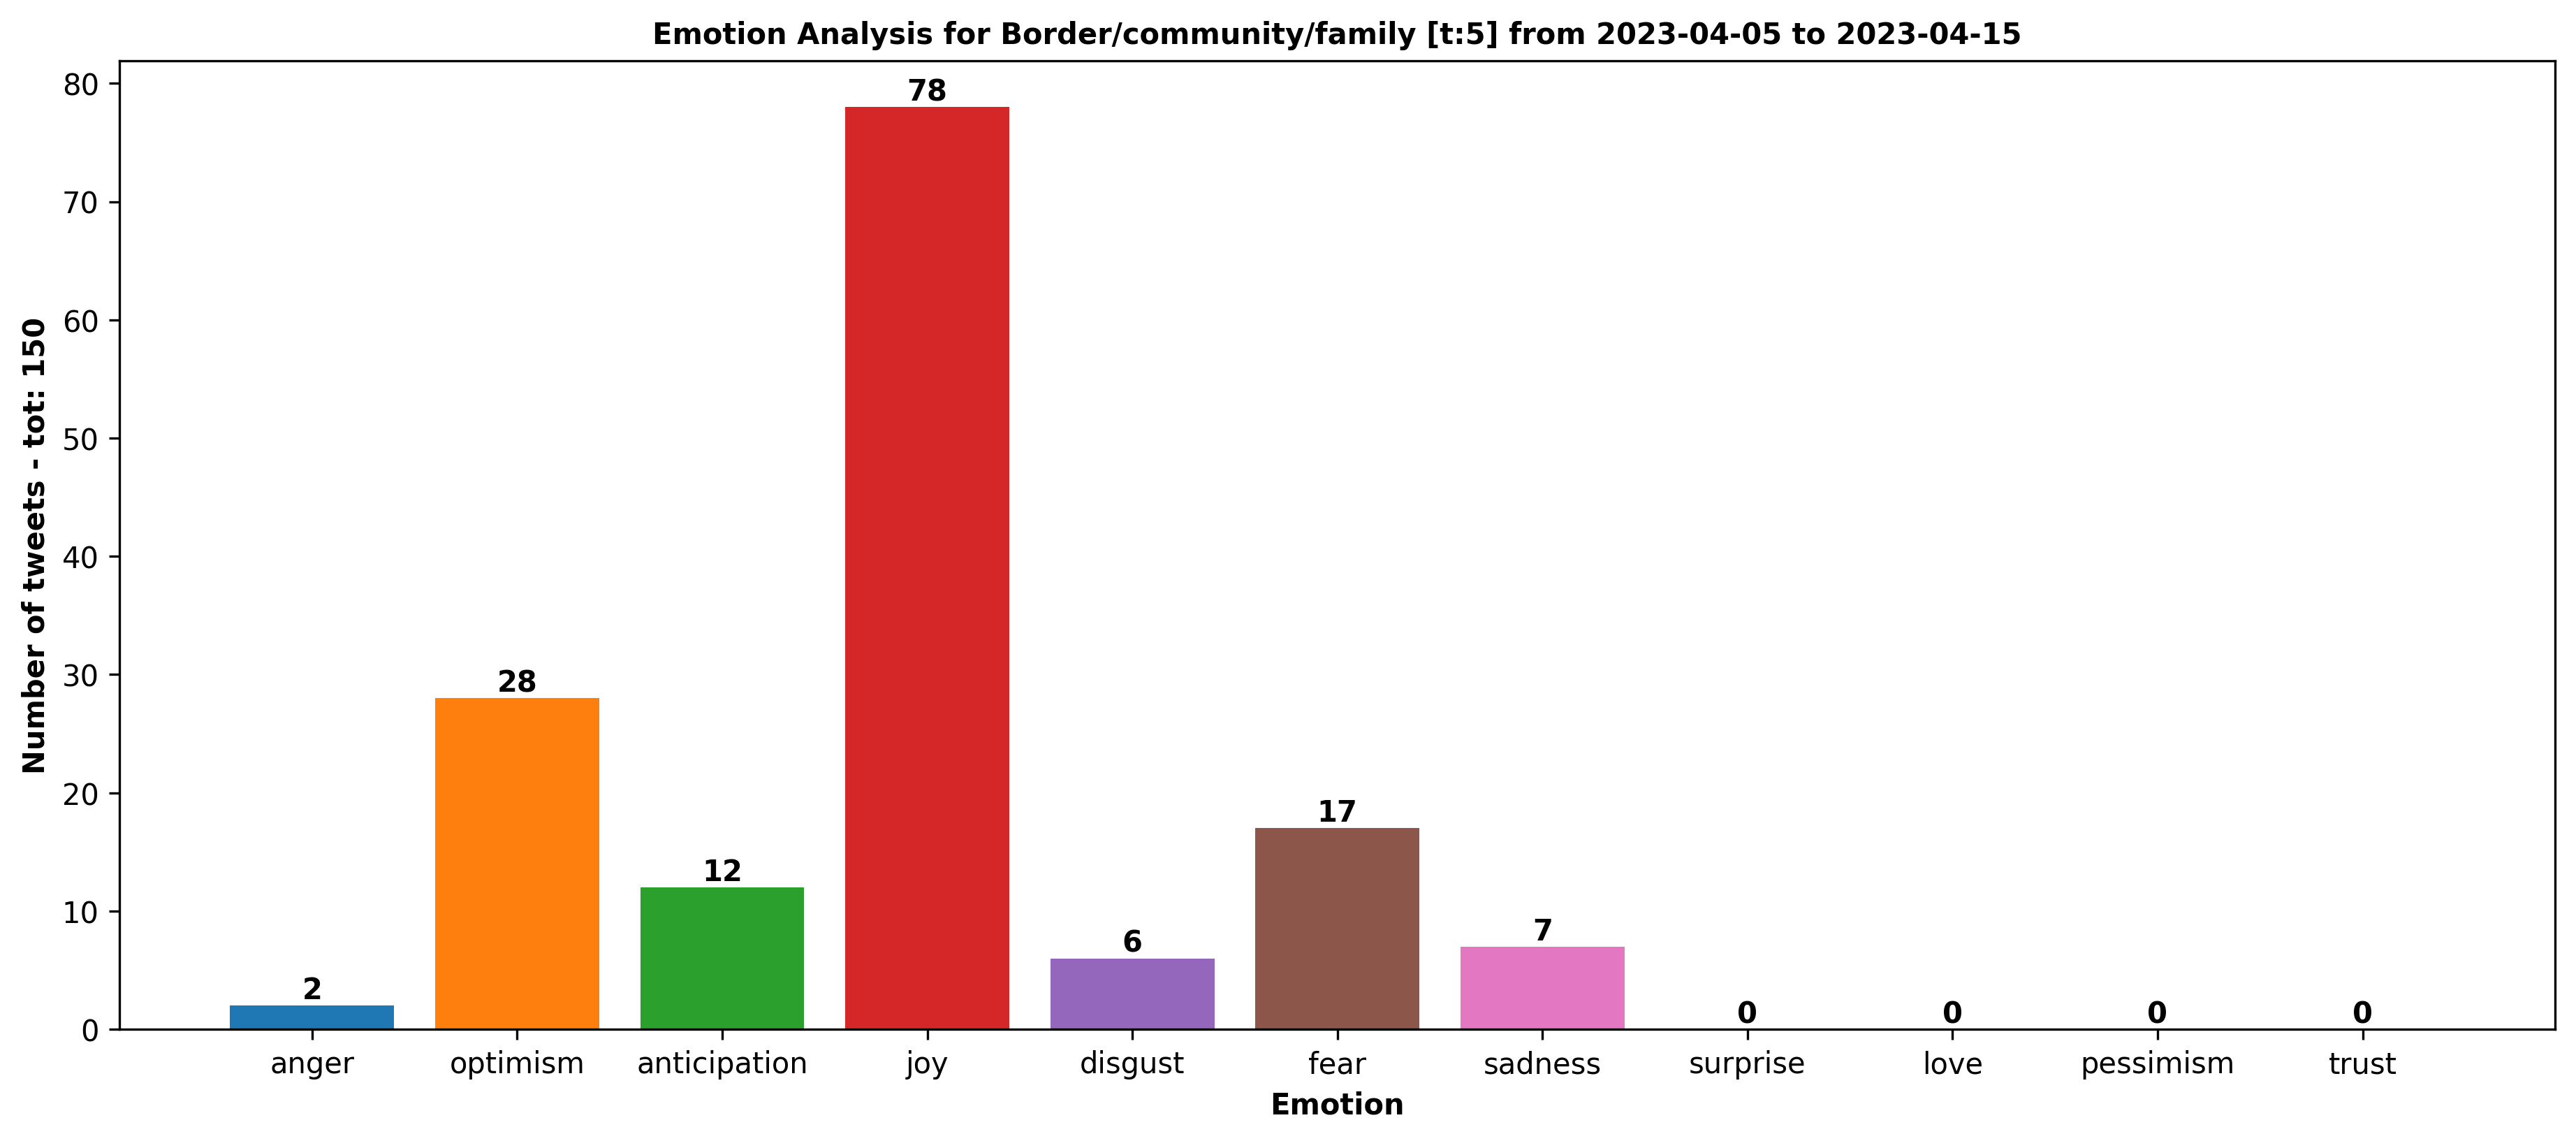 Emotion Analysis for Border/community/family [t:5] from 2023-04-05 to 2023-04-15
Number of tweets - tot: 150
80
70
60
50
40
30
20
10
0
2
28
12
78
6
17
7
0
0
0
0
anger
optimism
anticipation
joy
disgust
fear
sadness
surprise
love
pessimism
trust
Emotion